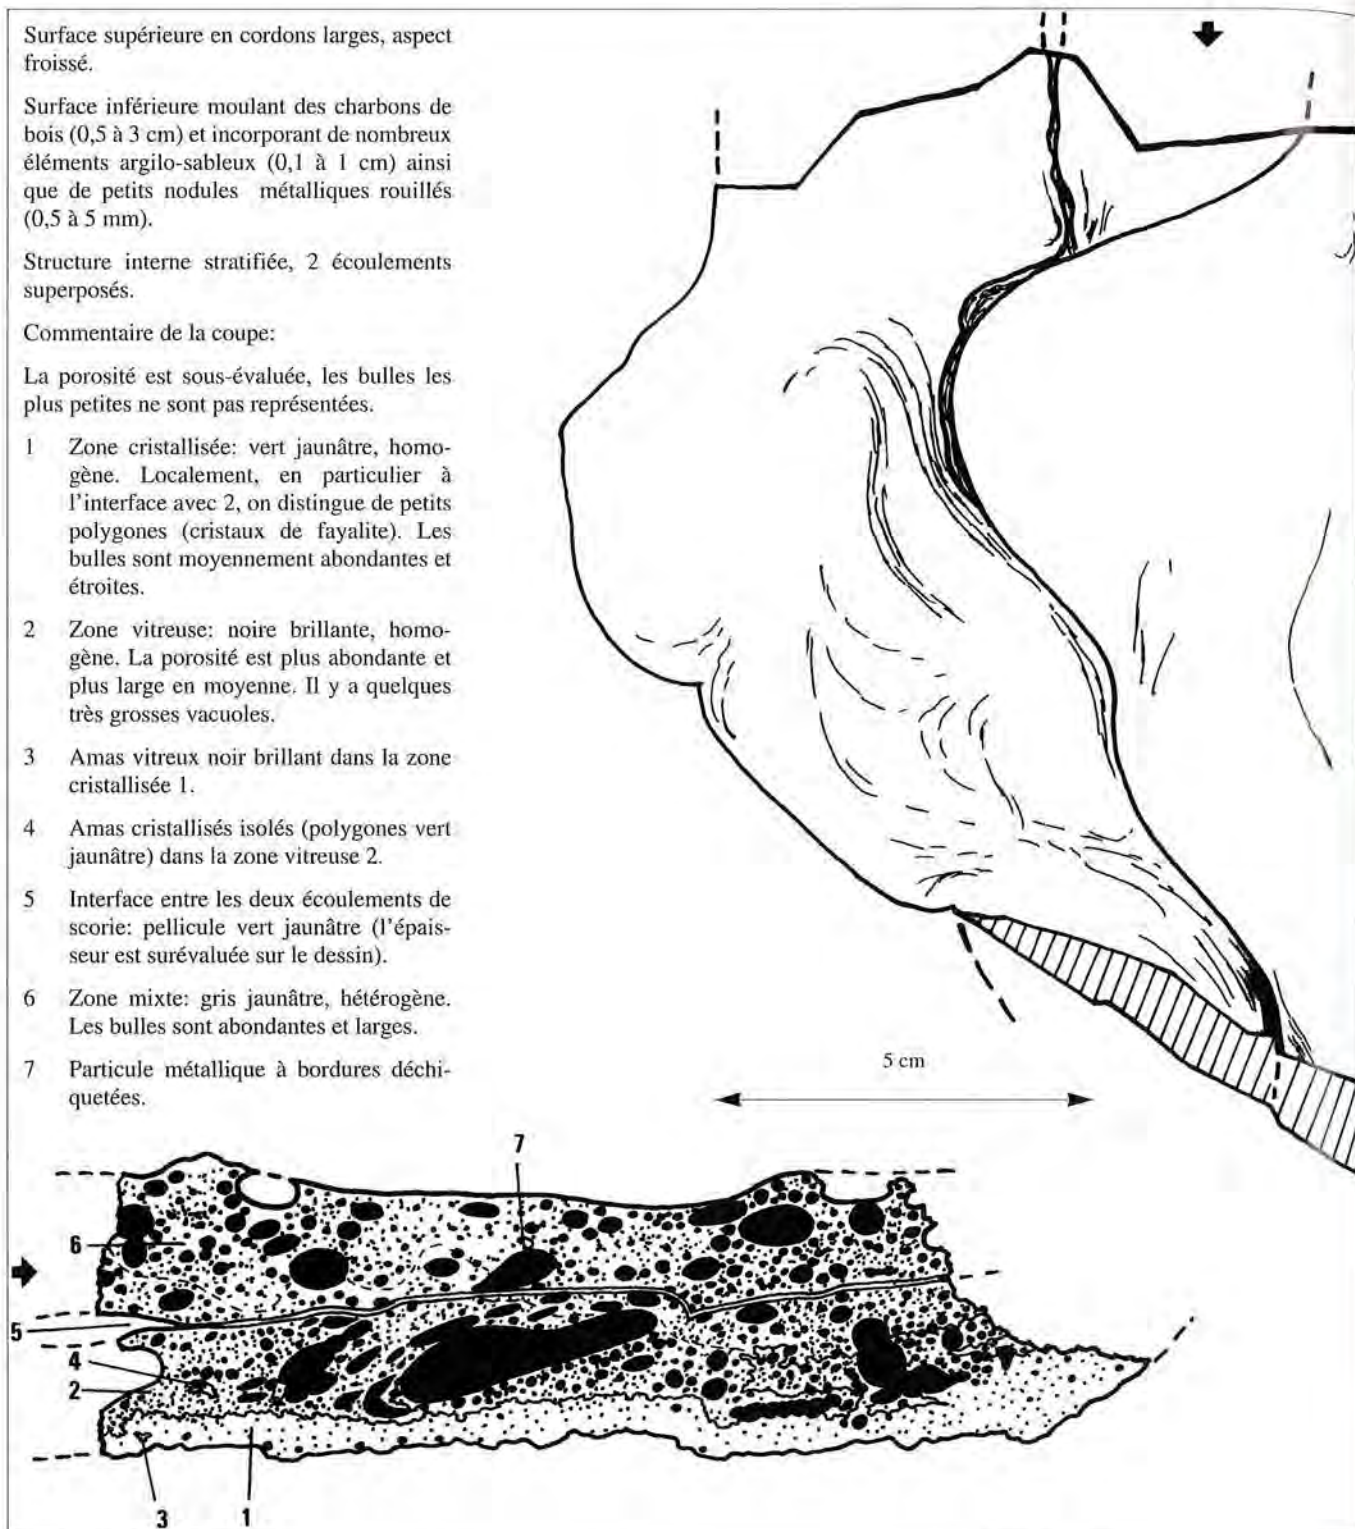 Surface supérieure en cordons larges, aspect
froissé.
Surface inférieure moulant des charbons de
bois (0,5 à 3 cm) et incorporant de nombreux
éléments argilo-sableux (0,1 à 1 cm) ainsi
que de petits nodules métalliques rouillés
(0,5 à 5 mm).
Structure interne stratifiée, 2 écoulements
superposés.
Commentaire de la coupe:
La porosité est sous-évaluée, les bulles les
plus petites ne sont pas représentées.
1 Zone cristallisée: vert jaunâtre, homo-
gène. Localement, en particulier à
l'interface avec 2, on distingue de petits
polygones (cristaux de fayalite). Les
bulles sont moyennement abondantes et
étroites.
2 Zone vitreuse: noire brillante, homo-
gène. La porosité est plus abondante et
plus large en moyenne. Il y a quelques
très grosses vacuoles.
3 Amas vitreux noir brillant dans la zone
cristallisée 1.
4 Amas cristallisés isolés (polygones vert
jaunâtre) dans la zone vitreuse 2.
5 Interface entre les deux écoulements de
scorie: pellicule vert jaunâtre (l'épais-
seur est surévaluée sur le dessin).
6 Zone mixte: gris jaunâtre, hétérogène.
Les bulles sont abondantes et larges.
7 Particule métallique à bordures déchi-
quetées.
5 cm
7
6
5
4
2
3 1